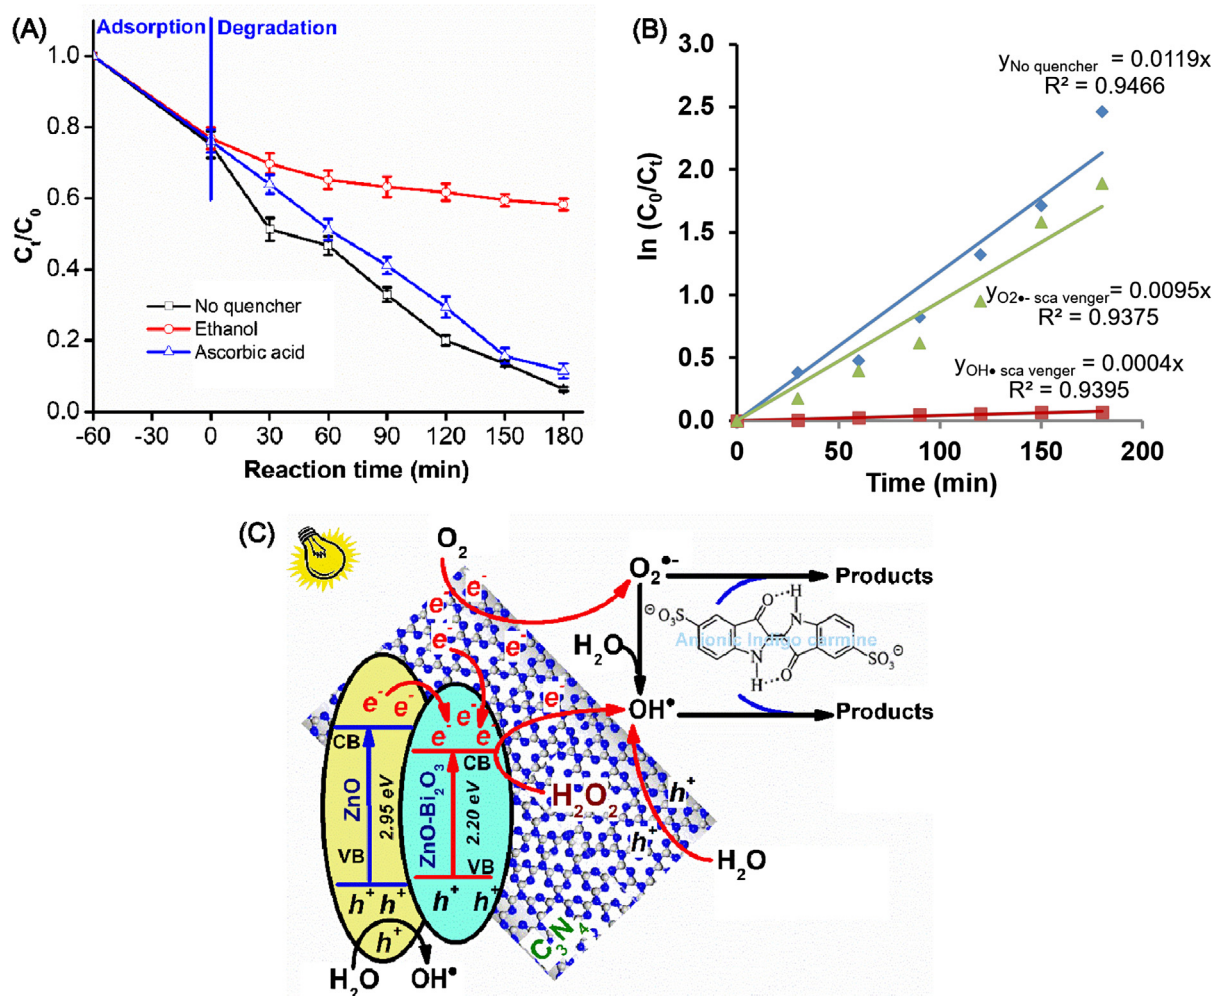 (A)
Adsorption Degradation
1.0
0.8
0.6
0.4
0.2
0.0
Cₜ/C₀
No quencher
Ethanol
Ascorbic acid
-60 -30 0 30 60 90 120 150 180
Reaction time (min)
(B)
3.0
2.5
2.0
1.5
1.0
0.5
0.0
ln (C₀/Cₜ)
yNo quencher = 0.0119x
R² = 0.9466
yO2•- sca venger = 0.0095x
R² = 0.9375
yOH• sca venger = 0.0004x
R² = 0.9395
0 50 100 150 200
Time (min)
(C)
O₂
O₂•- Products
e⁻
e⁻
e⁻
e⁻
e⁻
⊖O₃S
O
H
N
Anionic Indigo carmine
N
H
O
SO₃⊖
H₂O
OH• Products
e⁻
e⁻ e⁻
e⁻
e⁻ e⁻
CB
ZnO
2.95 eV
VB
h⁺ h⁺
h⁺
CB
ZnO-Bi₂O₃
2.20 eV
VB
h⁺ h⁺
H₂O₂
h⁺
h⁺
H₂O
C₃N₄
H₂O OH•